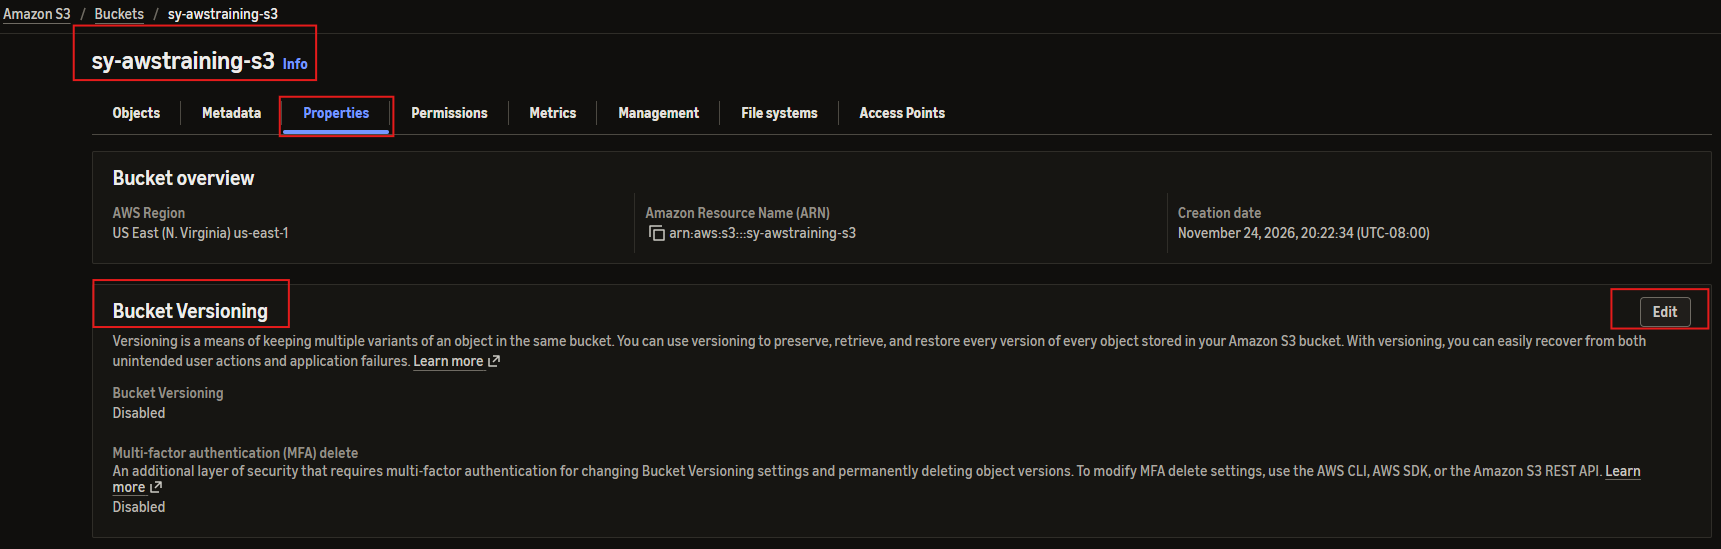 Amazon S3 / Buckets / sy-awstraining-s3
sy-awstraining-s3 Info
Objects Metadata Properties Permissions Metrics Management File systems Access Points
Bucket overview
AWS Region
US East (N. Virginia) us-east-1
Amazon Resource Name (ARN)
arn:aws:s3:::sy-awstraining-s3
Creation date
November 24, 2026, 20:22:34 (UTC-08:00)
Bucket Versioning
Edit
Versioning is a means of keeping multiple variants of an object in the same bucket. You can use versioning to preserve, retrieve, and restore every version of every object stored in your Amazon S3 bucket. With versioning, you can easily recover from both
unintended user actions and application failures. Learn more
Bucket Versioning
Disabled
Multi-factor authentication (MFA) delete
An additional layer of security that requires multi-factor authentication for changing Bucket Versioning settings and permanently deleting object versions. To modify MFA delete settings, use the AWS CLI, AWS SDK, or the Amazon S3 REST API. Learn
more
Disabled